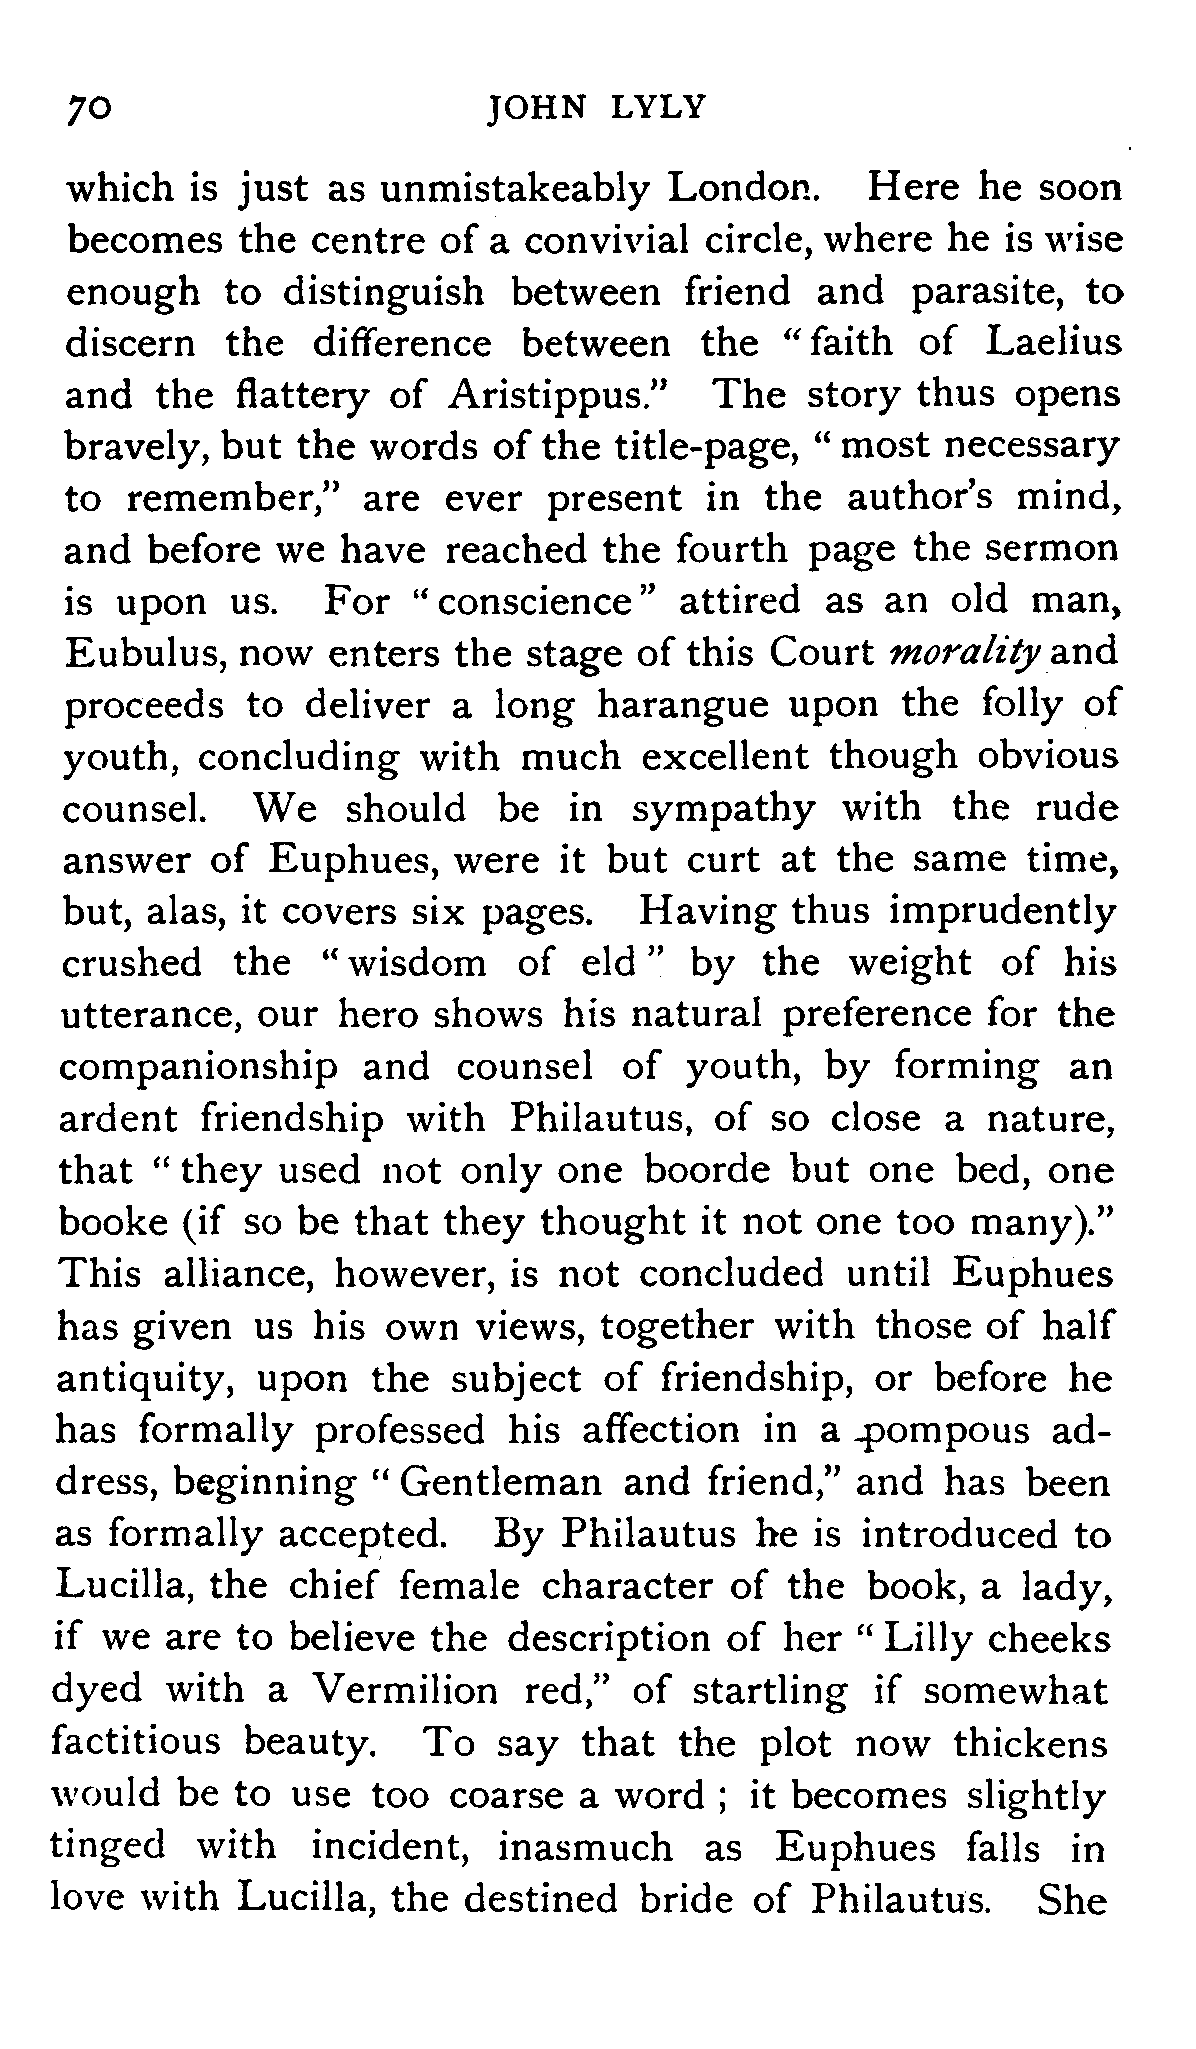 70 JOHN LYLY
which is just as unmistakeably London. Here he soon
becomes the centre of a convivial circle, where he is wise
enough to distinguish between friend and parasite, to
discern the difference between the “ faith of Laelius
and the flattery of Aristippus.” The story thus opens
bravely, but the words of the title-page, “ most necessary
to remember,” are ever present in the author’s mind,
and before we have reached the fourth page the sermon
is upon us. For “ conscience ” attired as an old man,
Eubulus, now enters the stage of this Court morality and
proceeds to deliver a long harangue upon the folly of
youth, concluding with much excellent though obvious
counsel. We should be in sympathy with the rude
answer of Euphues, were it but curt at the same time,
but, alas, it covers six pages. Having thus imprudently
crushed the “ wisdom of eld ” by the weight of his
utterance, our hero shows his natural preference for the
companionship and counsel of youth, by forming an
ardent friendship with Philautus, of so close a nature,
that “ they used not only one boorde but one bed, one
booke (if so be that they thought it not one too many).”
This alliance, however, is not concluded until Euphues
has given us his own views, together with those of half
antiquity, upon the subject of friendship, or before he
has formally professed his affection in a pompous ad-
dress, beginning “ Gentleman and friend,” and has been
as formally accepted. By Philautus he is introduced to
Lucilla, the chief female character of the book, a lady,
if we are to believe the description of her “ Lilly cheeks
dyed with a Vermilion red,” of startling if somewhat
factitious beauty. To say that the plot now thickens
would be to use too coarse a word ; it becomes slightly
tinged with incident, inasmuch as Euphues falls in
love with Lucilla, the destined bride of Philautus. She